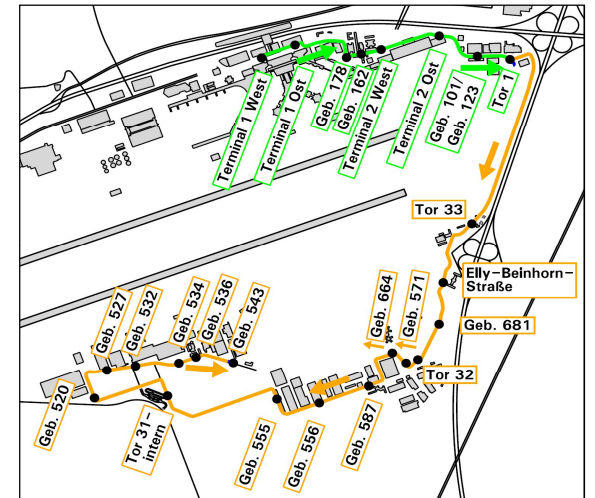 Terminal 1 West
Terminal 1 Ost
Geb. 178
Geb. 162
Terminal 2 West
Terminal 2 Ost
Geb. 101/
Geb. 123
Tor 1
Tor 33
Elly-Beinhorn-
Straße
Geb. 681
Tor 32
Geb. 571
Geb. 664
Geb. 587
Geb. 556
Geb. 555
Tor 31-
intern
Geb. 520
Geb. 527
Geb. 532
Geb. 534
Geb. 536
Geb. 543